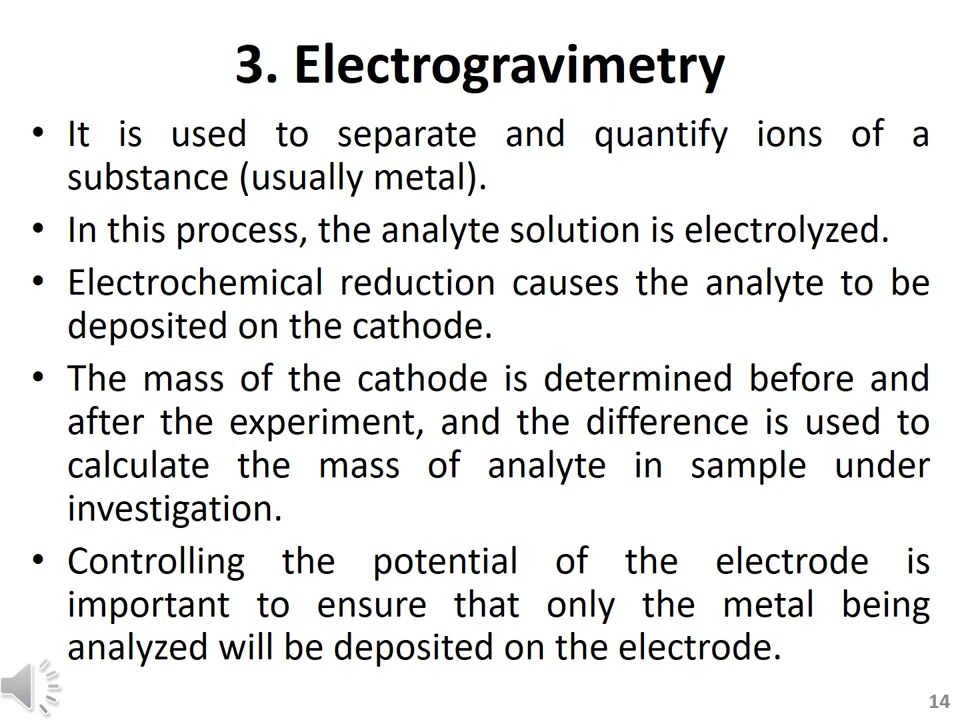 3. Electrogravimetry
• It is used to separate and quantify ions of a
substance (usually metal).
• In this process, the analyte solution is electrolyzed.
• Electrochemical reduction causes the analyte to be
deposited on the cathode.
• The mass of the cathode is determined before and
after the experiment, and the difference is used to
calculate the mass of analyte in sample under
investigation.
• Controlling the potential of the electrode is
important to ensure that only the metal being
analyzed will be deposited on the electrode.
14